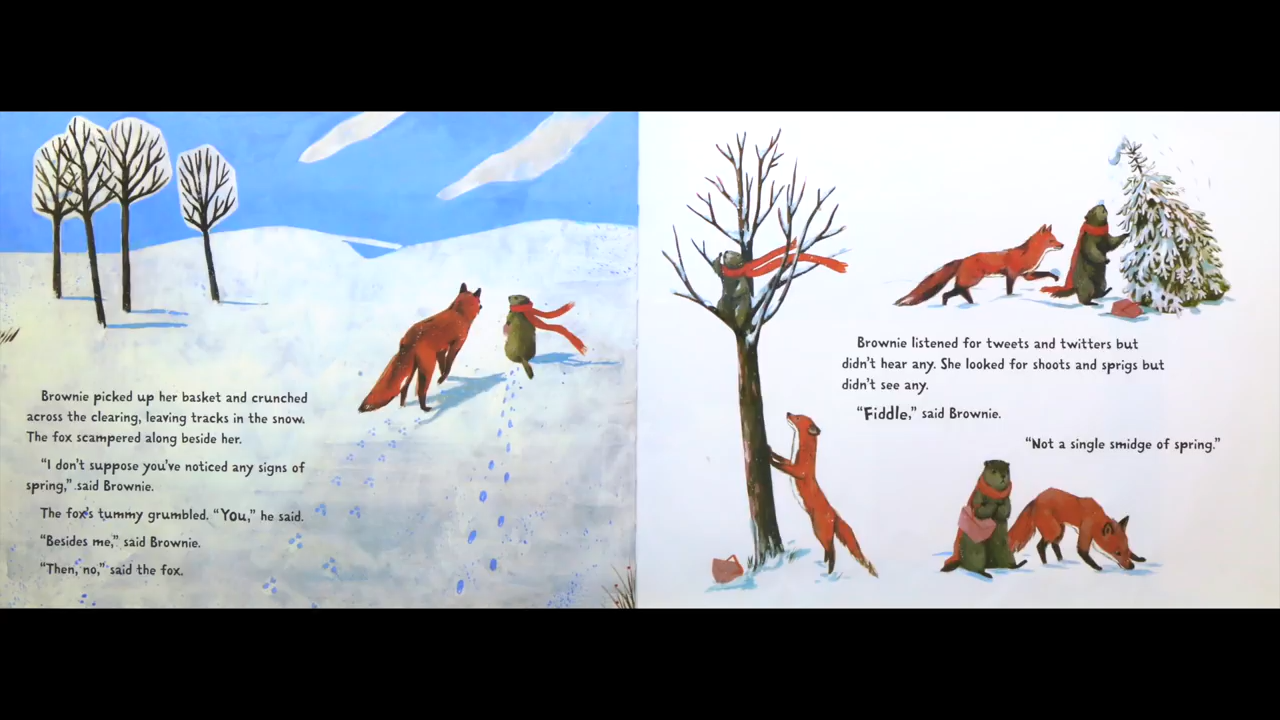 Brownie picked up her basket and crunched
across the clearing, leaving tracks in the snow.
The fox scampered along beside her.
“I don’t suppose you’ve noticed any signs of
spring,” said Brownie.
The fox’s tummy grumbled. “You,” he said.
“Besides me,” said Brownie.
“Then, no,” said the fox.
Brownie listened for tweets and twitters but
didn’t hear any. She looked for shoots and sprigs but
didn’t see any.
“Fiddle,” said Brownie.
“Not a single smidge of spring.”